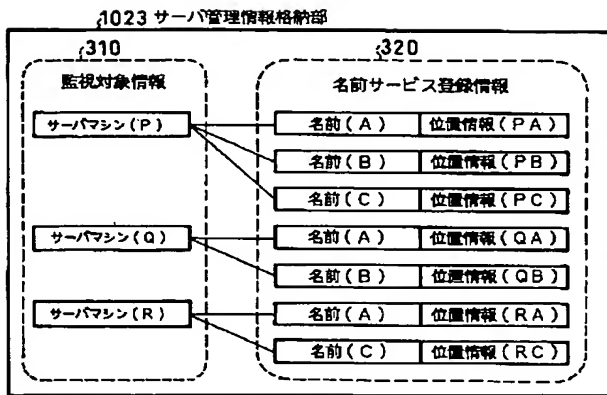 1023 サーバ管理情報格納部
310
320
監視対象情報
名前サービス登録情報
サーバマシン(P)
名前(A) 位置情報(PA)
名前(B) 位置情報(PB)
名前(C) 位置情報(PC)
サーバマシン(Q)
名前(A) 位置情報(QA)
名前(B) 位置情報(QB)
サーバマシン(R)
名前(A) 位置情報(RA)
名前(C) 位置情報(RC)